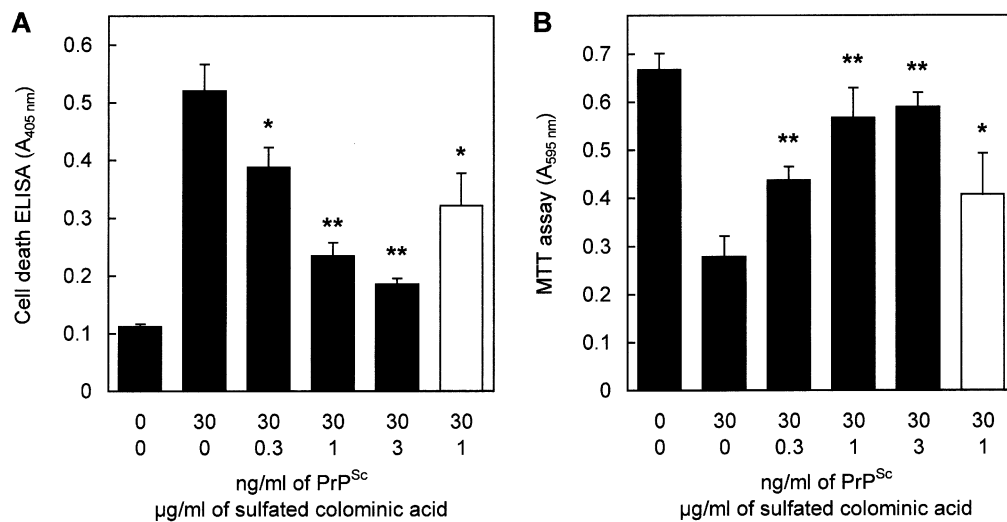 A
Cell death ELISA (A405 nm)
0.6
0.5
0.4
0.3
0.2
0.1
0
*
**
**
*
0 30 30 30 30 30
0 0 0.3 1 3 1
ng/ml of PrPSc
µg/ml of sulfated colominic acid
B
MTT assay (A595 nm)
0.7
0.6
0.5
0.4
0.3
0.2
0.1
0
**
**
**
*
0 30 30 30 30 30
0 0 0.3 1 3 1
ng/ml of PrPSc
µg/ml of sulfated colominic acid